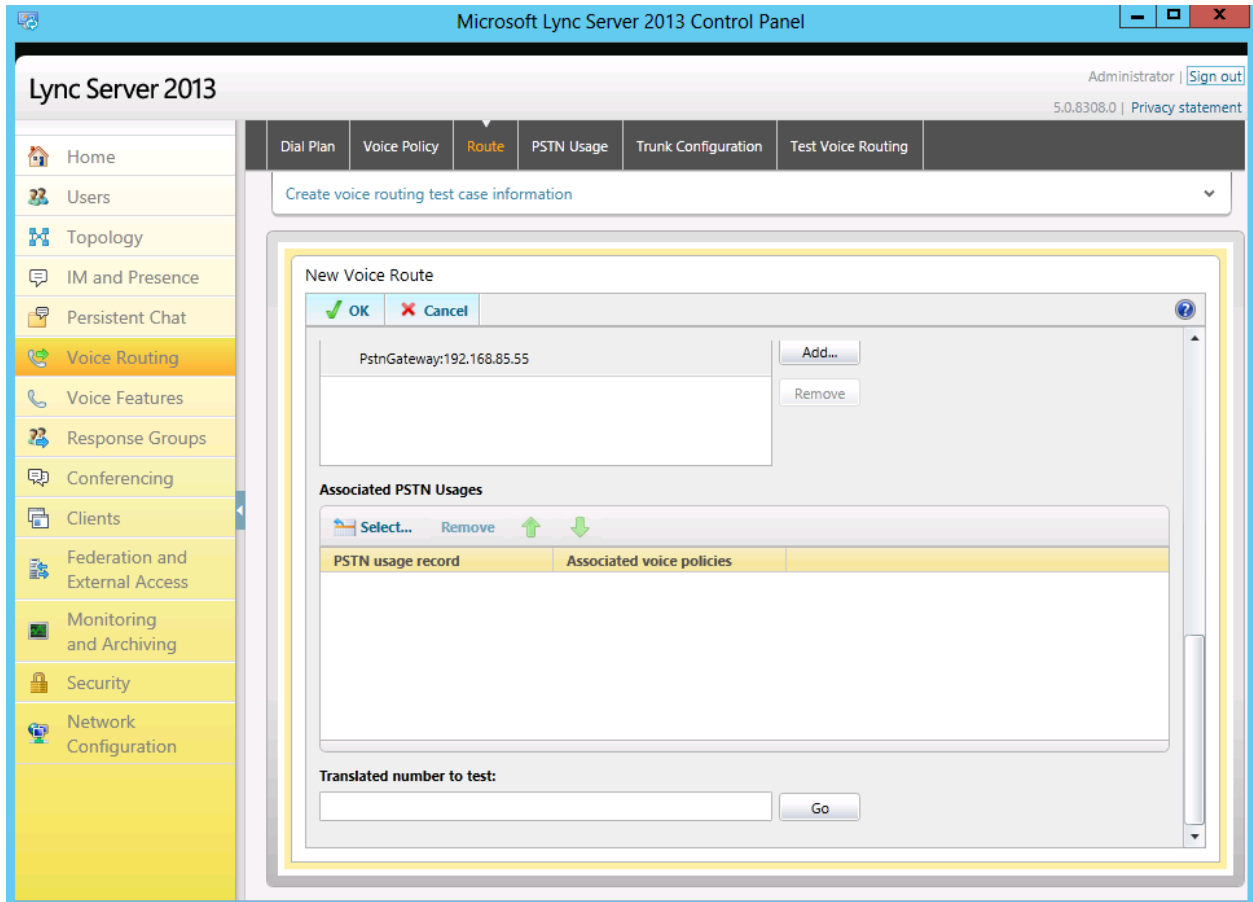 Microsoft Lync Server 2013 Control Panel
Lync Server 2013
Administrator | Sign out
5.0.8308.0 | Privacy statement
Home
Users
Topology
IM and Presence
Persistent Chat
Voice Routing
Voice Features
Response Groups
Conferencing
Clients
Federation and
External Access
Monitoring
and Archiving
Security
Network
Configuration
Dial Plan Voice Policy Route PSTN Usage Trunk Configuration Test Voice Routing
Create voice routing test case information
New Voice Route
OK Cancel
PstnGateway:192.168.85.55
Add...
Remove
Associated PSTN Usages
Select... Remove
PSTN usage record Associated voice policies
Translated number to test:
Go